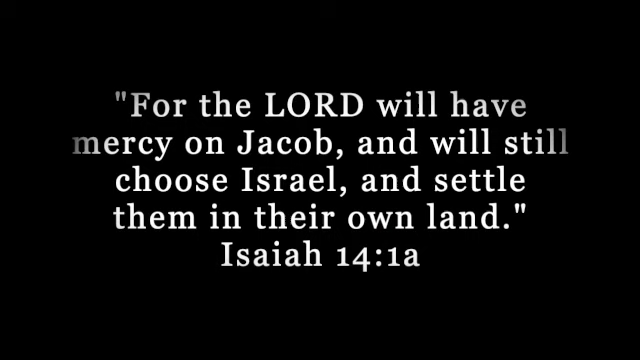 "For the LORD will have
mercy on Jacob, and will still
choose Israel, and settle
them in their own land."
Isaiah 14:1a